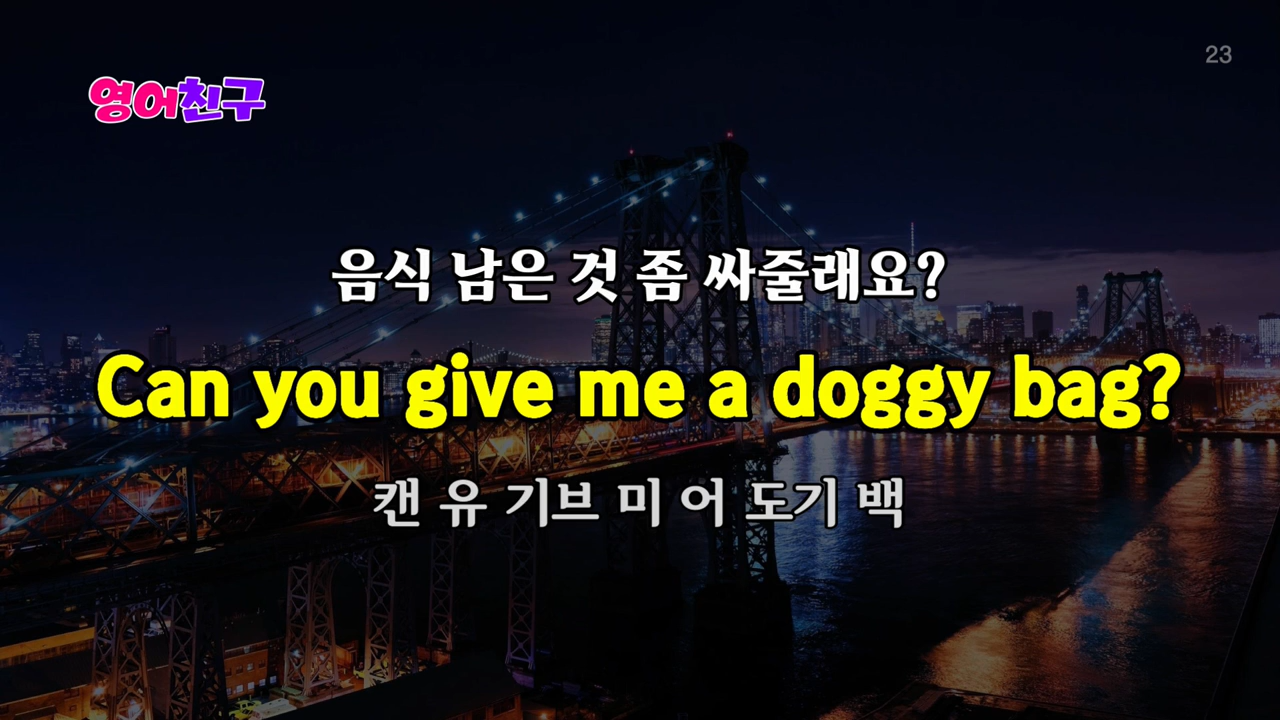 23
영어친구
음식 남은 것 좀 싸줄래요?
Can you give me a doggy bag?
캔 유 기브 미 어 도기 백